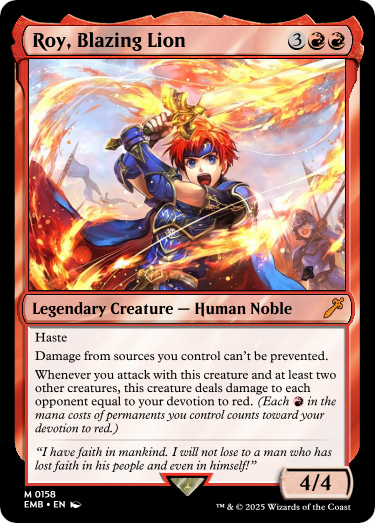 Roy, Blazing Lion 3
Legendary Creature — Human Noble
Haste
Damage from sources you control can't be prevented.
Whenever you attack with this creature and at least two
other creatures, this creature deals damage to each
opponent equal to your devotion to red. (Each in the
mana costs of permanents you control counts toward your
devotion to red.)
“I have faith in mankind. I will not lose to a man who has
lost faith in his people and even in himself!”
4/4
M 0158
EMB • EN
™ & © 2025 Wizards of the Coast